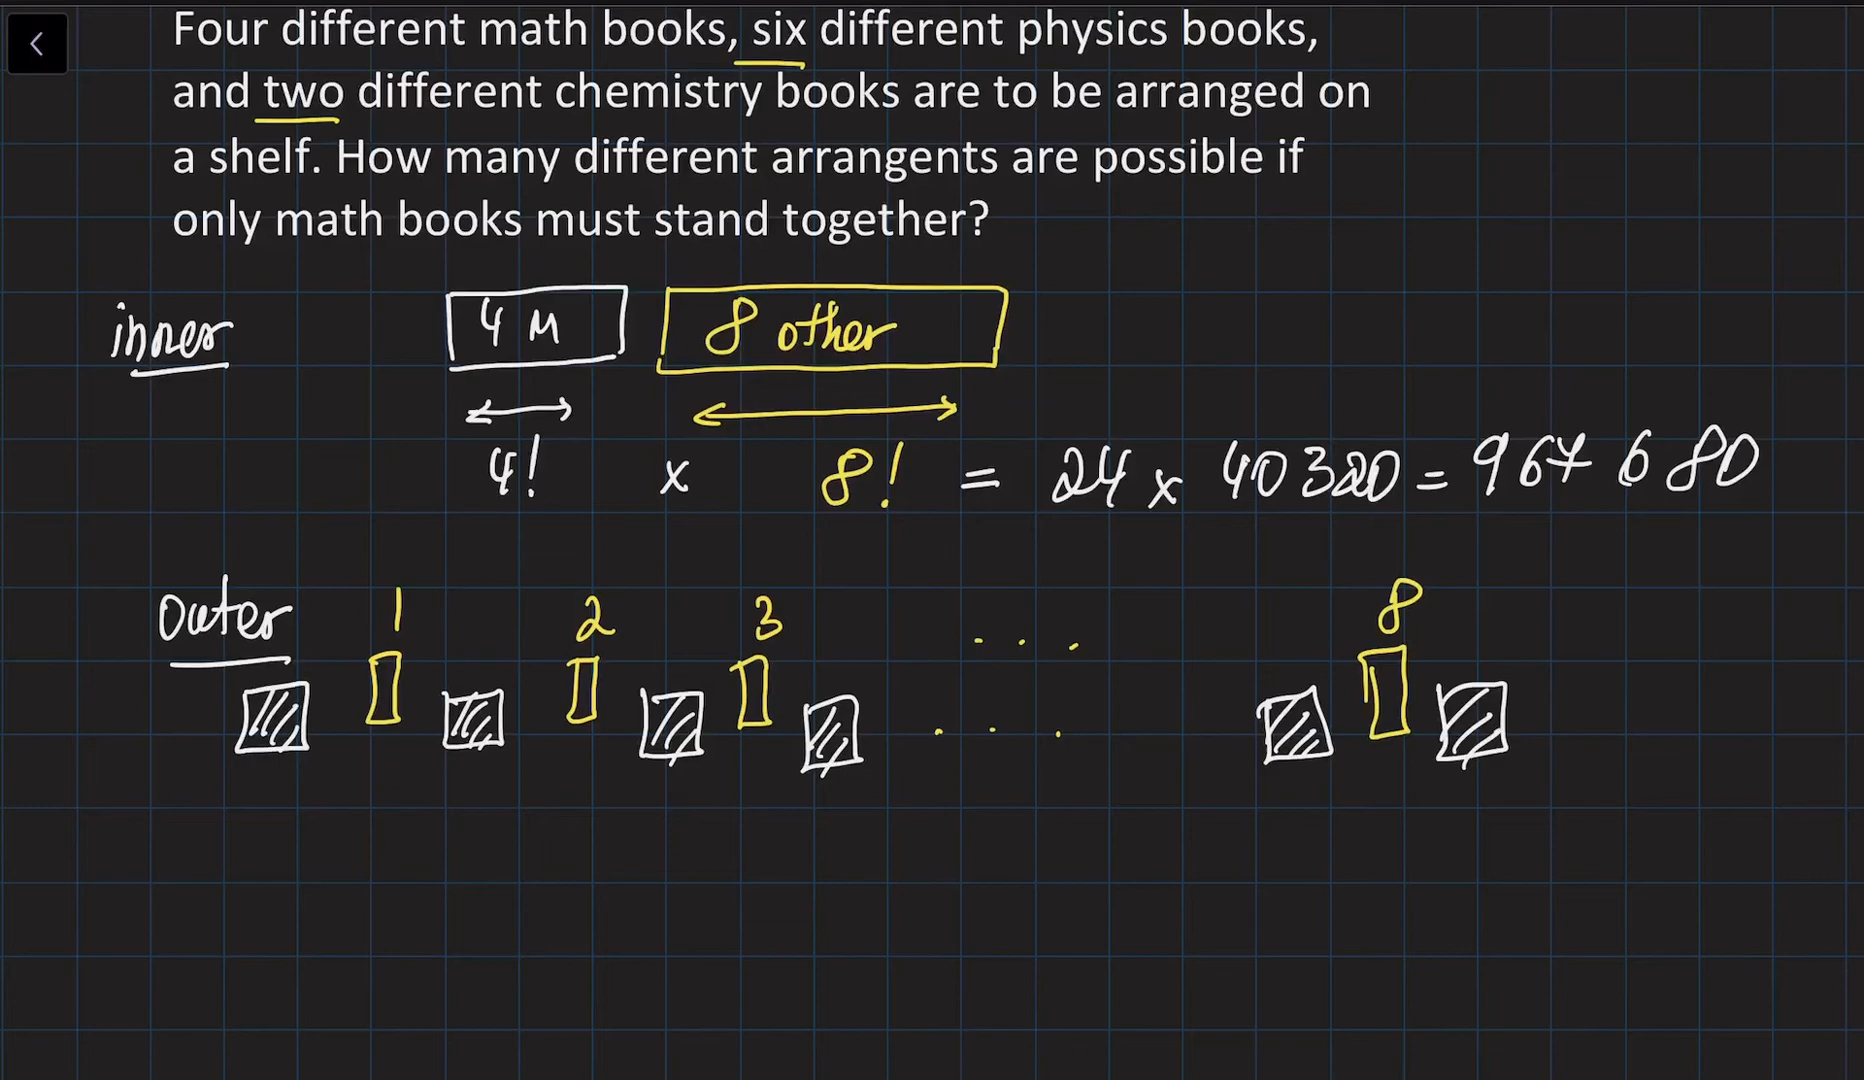 Four different math books, six different physics books,
and two different chemistry books are to be arranged on
a shelf. How many different arrangents are possible if
only math books must stand together?
inner
4 M 8 other
4! x 8! = 24 x 40320 = 967 680
Outer 1 2 3 ... 8
...